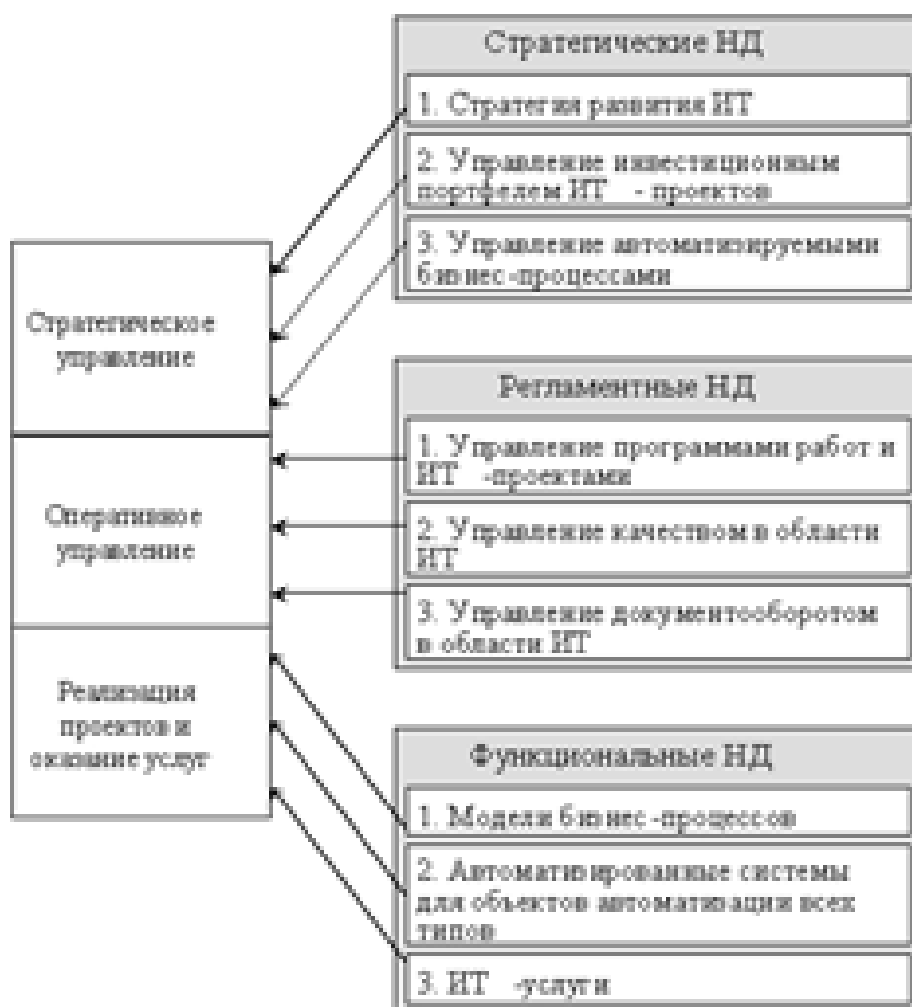 Стратегические НД
1. Стратегия развития ИТ
2. Управление инвестиционным
портфелем ИТ - проектов
3. Управление автоматизируемыми
бизнес-процессами
Стратегическое
управление
Регламентные НД
1. Управление программами работ и
ИТ -проектами
2. Управление качеством в области
ИТ
3. Управление документооборотом
в области ИТ
Оперативное
управление
Реализация
проектов и
оказание услуг
Функциональные НД
1. Модели бизнес-процессов
2. Автоматизированные системы
для объектов автоматизации всех
типов
3. ИТ -услуги